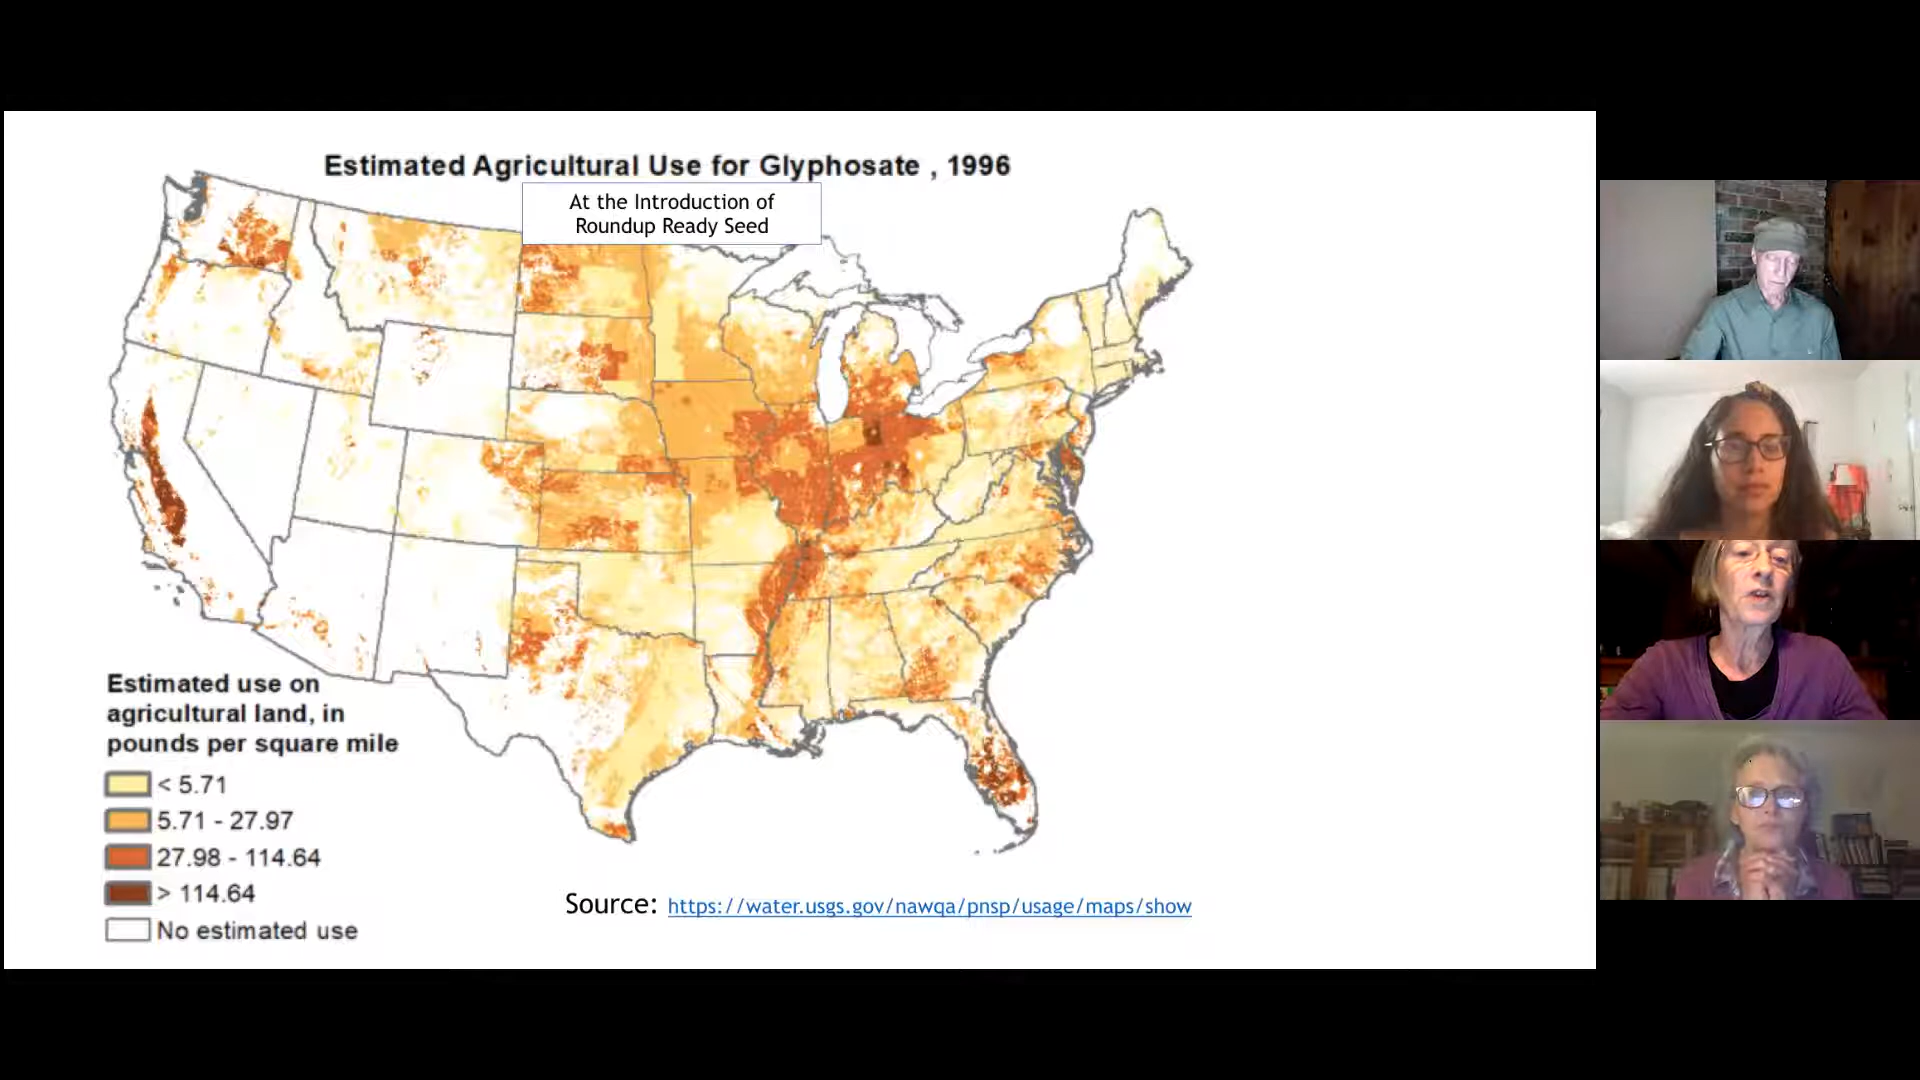 Estimated Agricultural Use for Glyphosate , 1996
At the Introduction of
Roundup Ready Seed
Estimated use on
agricultural land, in
pounds per square mile
< 5.71
5.71 - 27.97
27.98 - 114.64
> 114.64
No estimated use
Source: https://water.usgs.gov/nawqa/pnsp/usage/maps/show